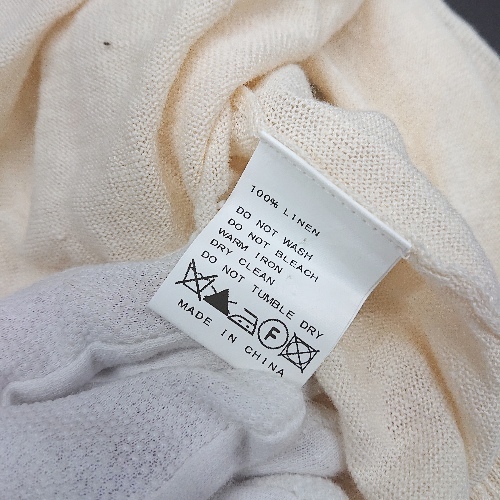 100% LINEN
DO NOT WASH
DO NOT BLEACH
WARM IRON
DRY CLEAN
DO NOT TUMBLE DRY
F
MADE IN CHINA